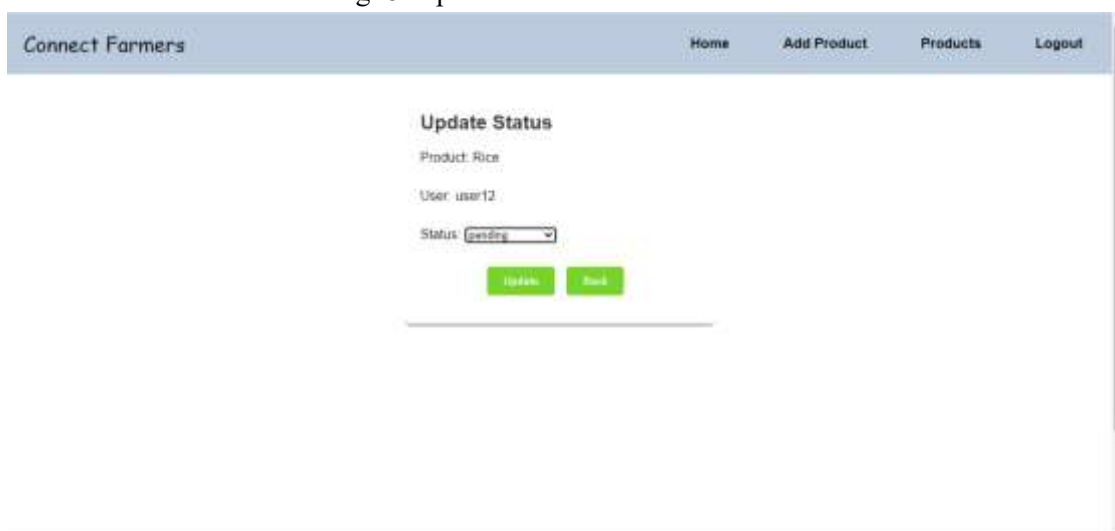 Connect Farmers Home Add Product Products Logout
Update Status
Product: Rice
User: user12
Status: pending
Update Back